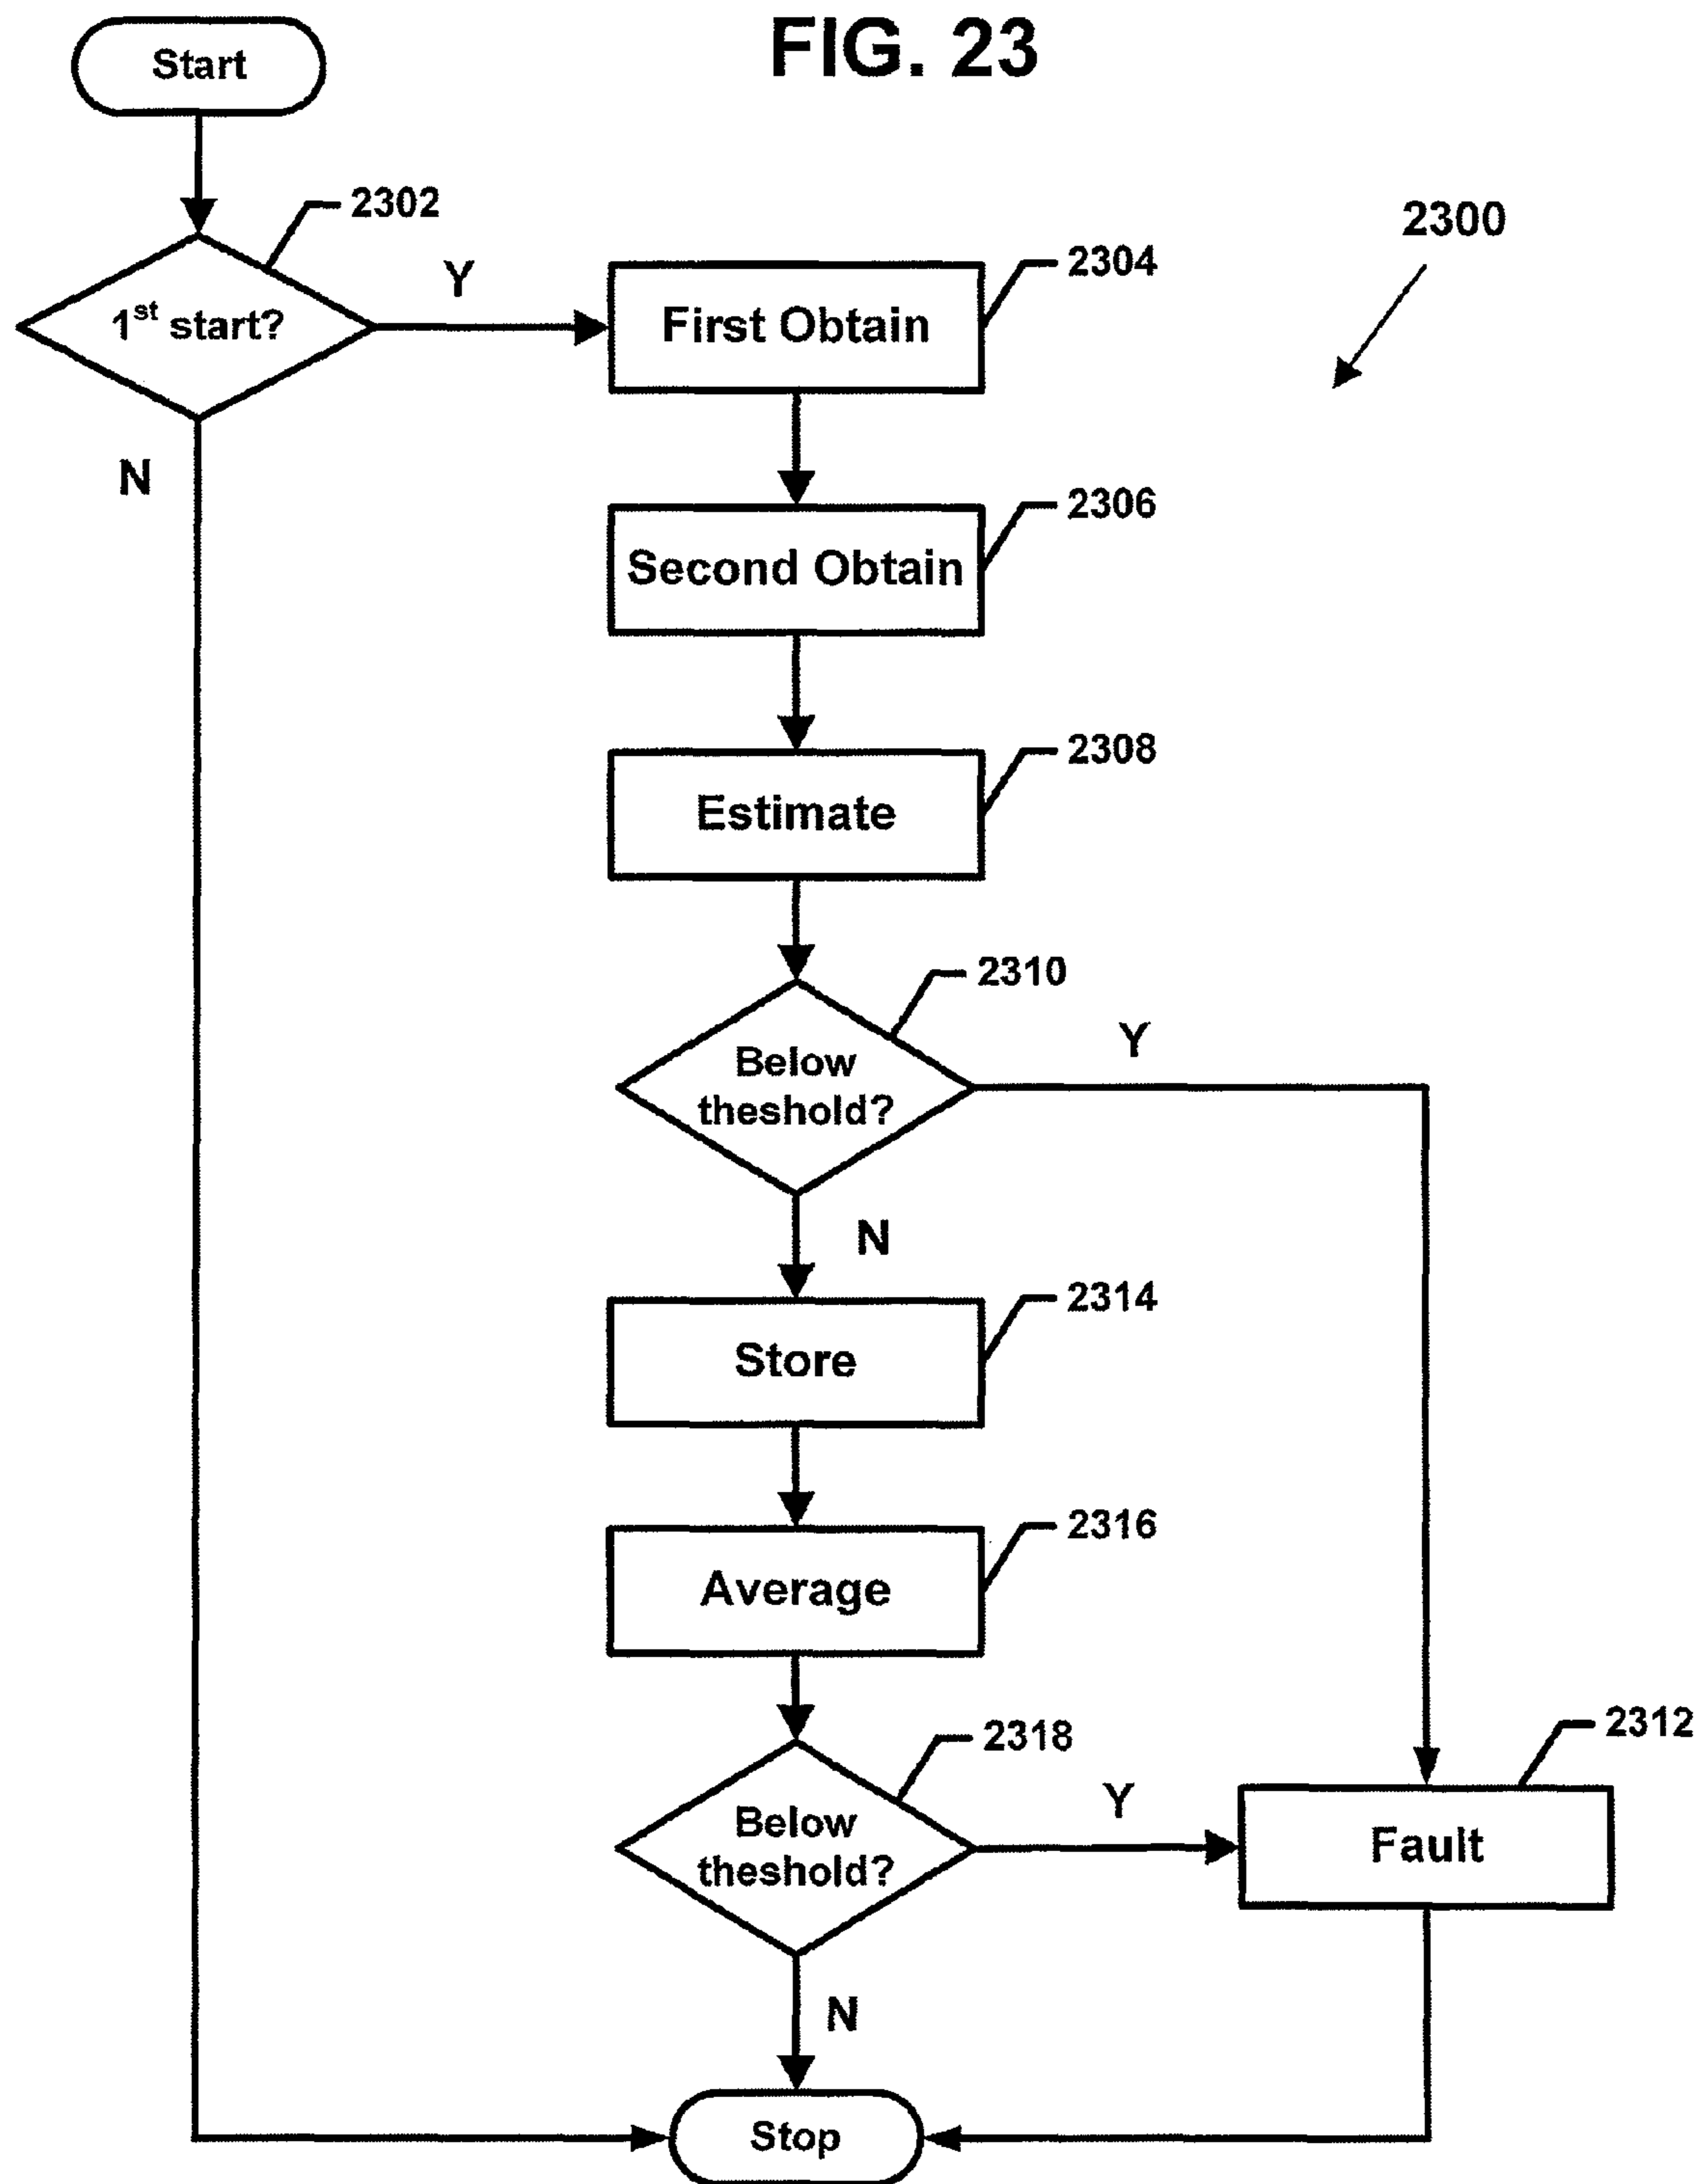 FIG. 23
Start
2302
1st start?
Y
N
2300
2304
First Obtain
2306
Second Obtain
2308
Estimate
2310
Below
theshold?
Y
N
2314
Store
2316
Average
2318
Below
theshold?
Y
2312
Fault
N
Stop